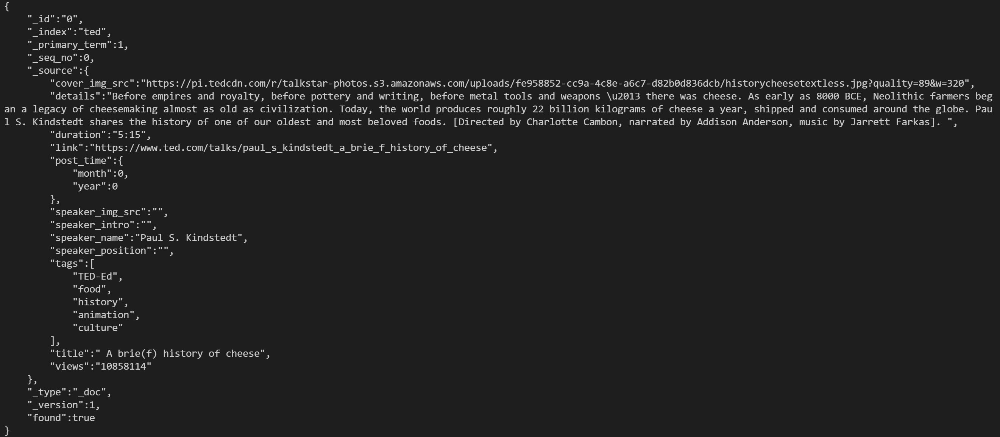 {
    "_id":"0",
    "_index":"ted",
    "_primary_term":1,
    "_seq_no":0,
    "_source":{
        "cover_img_src":"https://pi.tedcdn.com/r/talkstar-photos.s3.amazonaws.com/uploads/fe958852-cc9a-4c8e-a6c7-d82b0d836dcb/historycheesetextless.jpg?quality=89&w=320",
        "details":"Before empires and royalty, before pottery and writing, before metal tools and weapons \u2013 there was cheese. As early as 8000 BCE, Neolithic farmers beg
an a legacy of cheesemaking almost as old as civilization. Today, the world produces roughly 22 billion kilograms of cheese a year, shipped and consumed around the globe. Pau
l S. Kindstedt shares the history of one of our oldest and most beloved foods. [Directed by Charlotte Cambon, narrated by Addison Anderson, music by Jarrett Farkas]. ",
        "duration":"5:15",
        "link":"https://www.ted.com/talks/paul_s_kindstedt_a_brie_f_history_of_cheese",
        "post_time":{
            "month":0,
            "year":0
        },
        "speaker_img_src":"",
        "speaker_intro":"",
        "speaker_name":"Paul S. Kindstedt",
        "speaker_position":"",
        "tags":[
            "TED-Ed",
            "food",
            "history",
            "animation",
            "culture"
        ],
        "title":" A brie(f) history of cheese",
        "views":"10858114"
    },
    "_type":"_doc",
    "_version":1,
    "found":true
}